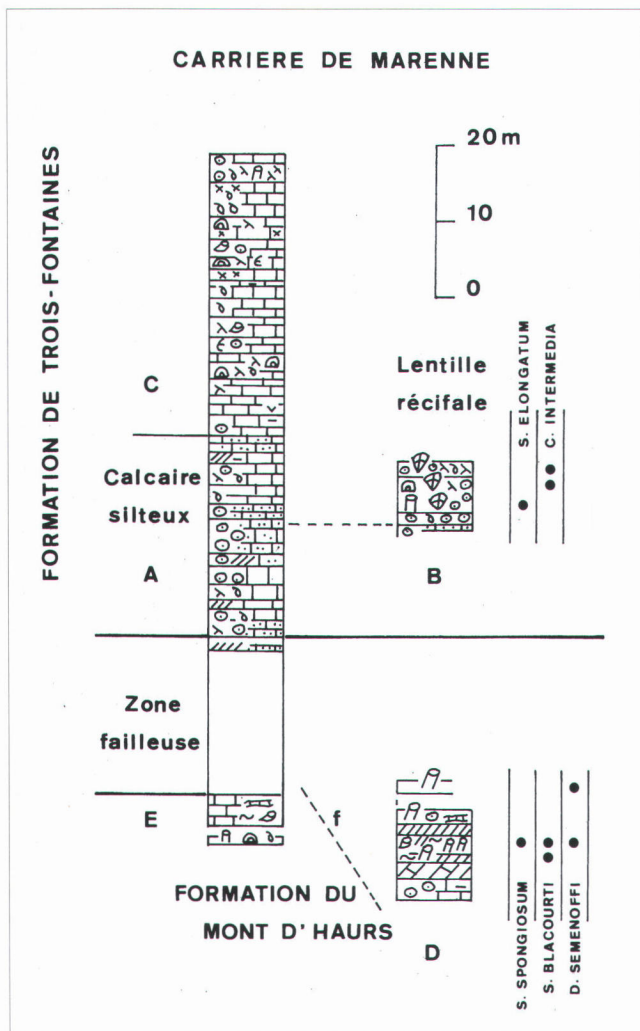 CARRIERE DE MARENNE
FORMATION DE TROIS-FONTAINES
20m
10
0
C
Lentille
récifale
S. ELONGATUM
C. INTERMEDIA
Calcaire
silteux
A
B
Zone
failleuse
E
f
FORMATION DU
MONT D'HAURS
D
S. SPONGIOSUM
S. BLACOURTI
D. SEMENOFFI